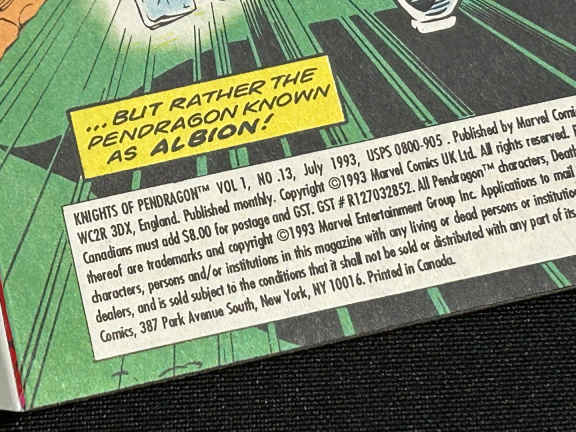 ...BUT RATHER THE
PENDRAGON KNOWN
AS ALBION!
KNIGHTS OF PENDRAGON™ VOL 1, NO .13, July 1993, USPS 0800-905 . Published by Marvel Comi
WC2R 3DX, England. Published monthly. Copyright ©1993 Marvel Comics UK Ltd. All rights reserved.
Canadians must add $8.00 for postage and GST. GST # R127032852. All Pendragon™ characters, Death
thereof are trademarks and copyright ©1993 Marvel Entertainment Group Inc. Applications to mail
characters, persons and/or institutions in this magazine with any living or dead persons or institutio
dealers, and is sold subject to the conditions that it shall not be sold or distributed with any part of its
Comics, 387 Park Avenue South, New York, NY 10016. Printed in Canada.